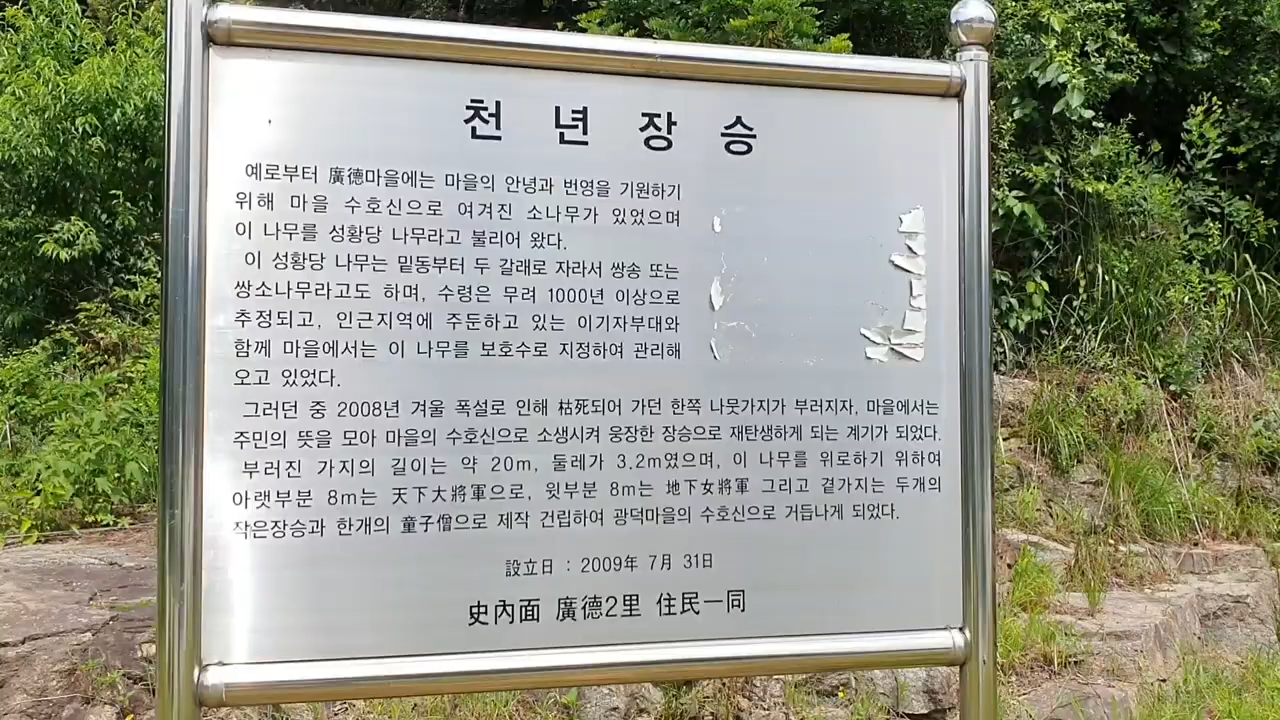 천 년 장 승
예로부터 廣德마을에는 마을의 안녕과 번영을 기원하기
위해 마을 수호신으로 여겨진 소나무가 있었으며
이 나무를 성황당 나무라고 불리어 왔다.
이 성황당 나무는 밑동부터 두 갈래로 자라서 쌍송 또는
쌍소나무라고도 하며, 수령은 무려 1000년 이상으로
추정되고, 인근지역에 주둔하고 있는 이기자부대와
함께 마을에서는 이 나무를 보호수로 지정하여 관리해
오고 있었다.
그러던 중 2008년 겨울 폭설로 인해 枯死되어 가던 한쪽 나뭇가지가 부러지자, 마을에서는
주민의 뜻을 모아 마을의 수호신으로 소생시켜 웅장한 장승으로 재탄생하게 되는 계기가 되었다.
부러진 가지의 길이는 약 20m, 둘레가 3.2m였으며, 이 나무를 위로하기 위하여
아랫부분 8m는 天下大將軍으로, 윗부분 8m는 地下女將軍 그리고 곁가지는 두개의
작은장승과 한개의 童子僧으로 제작 건립하여 광덕마을의 수호신으로 거듭나게 되었다.
設立日 : 2009年 7月 31日
史內面 廣德2里 住民一同